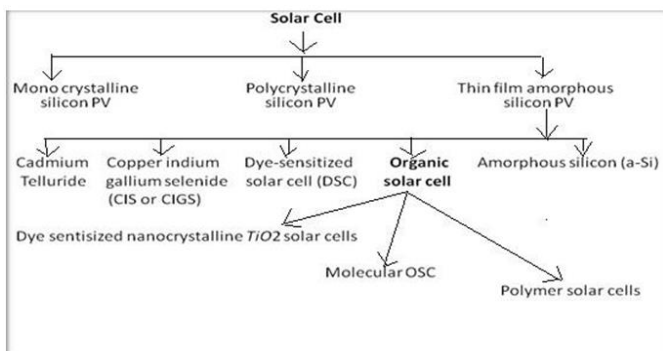 Solar Cell
Mono crystalline
silicon PV
Polycrystalline
silicon PV
Thin film amorphous
silicon PV
Cadmium
Telluride
Copper indium
gallium selenide
(CIS or CIGS)
Dye-sensitized
solar cell (DSC)
Organic
solar cell
Amorphous silicon (a-Si)
Dye sentisized nanocrystalline TiO2 solar cells
Molecular OSC
Polymer solar cells